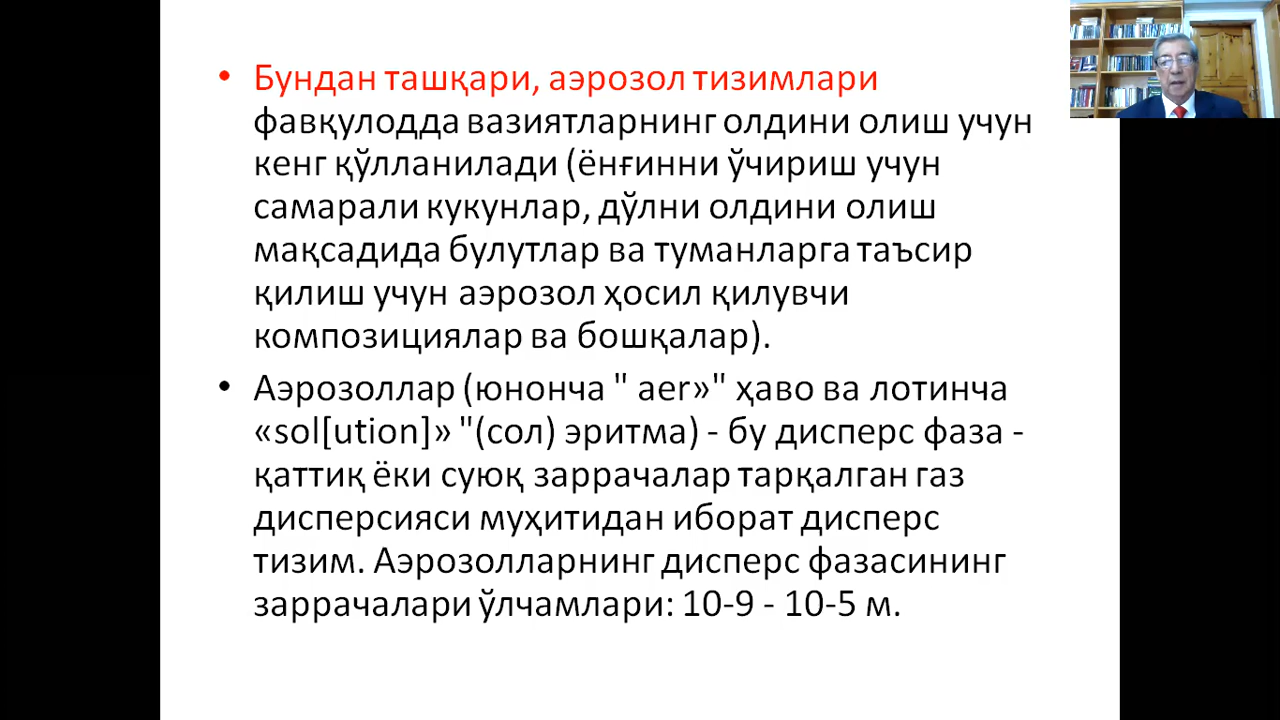 • Бундан ташқари, аэрозол тизимлари
фавқулодда вазиятларнинг олдини олиш учун
кенг қўлланилади (ёнғинни ўчириш учун
самарали кукунлар, дўлни олдини олиш
мақсадида булутлар ва туманларга таъсир
қилиш учун аэрозол ҳосил қилувчи
композициялар ва бошқалар).
• Аэрозоллар (юнонча " aer»" ҳаво ва лотинча
«sol[ution]» "(сол) эритма) - бу дисперс фаза -
қаттиқ ёки суюқ заррачалар тарқалган газ
дисперсияси муҳитидан иборат дисперс
тизим. Аэрозолларнинг дисперс фазасининг
заррачалари ўлчамлари: 10-9 - 10-5 м.